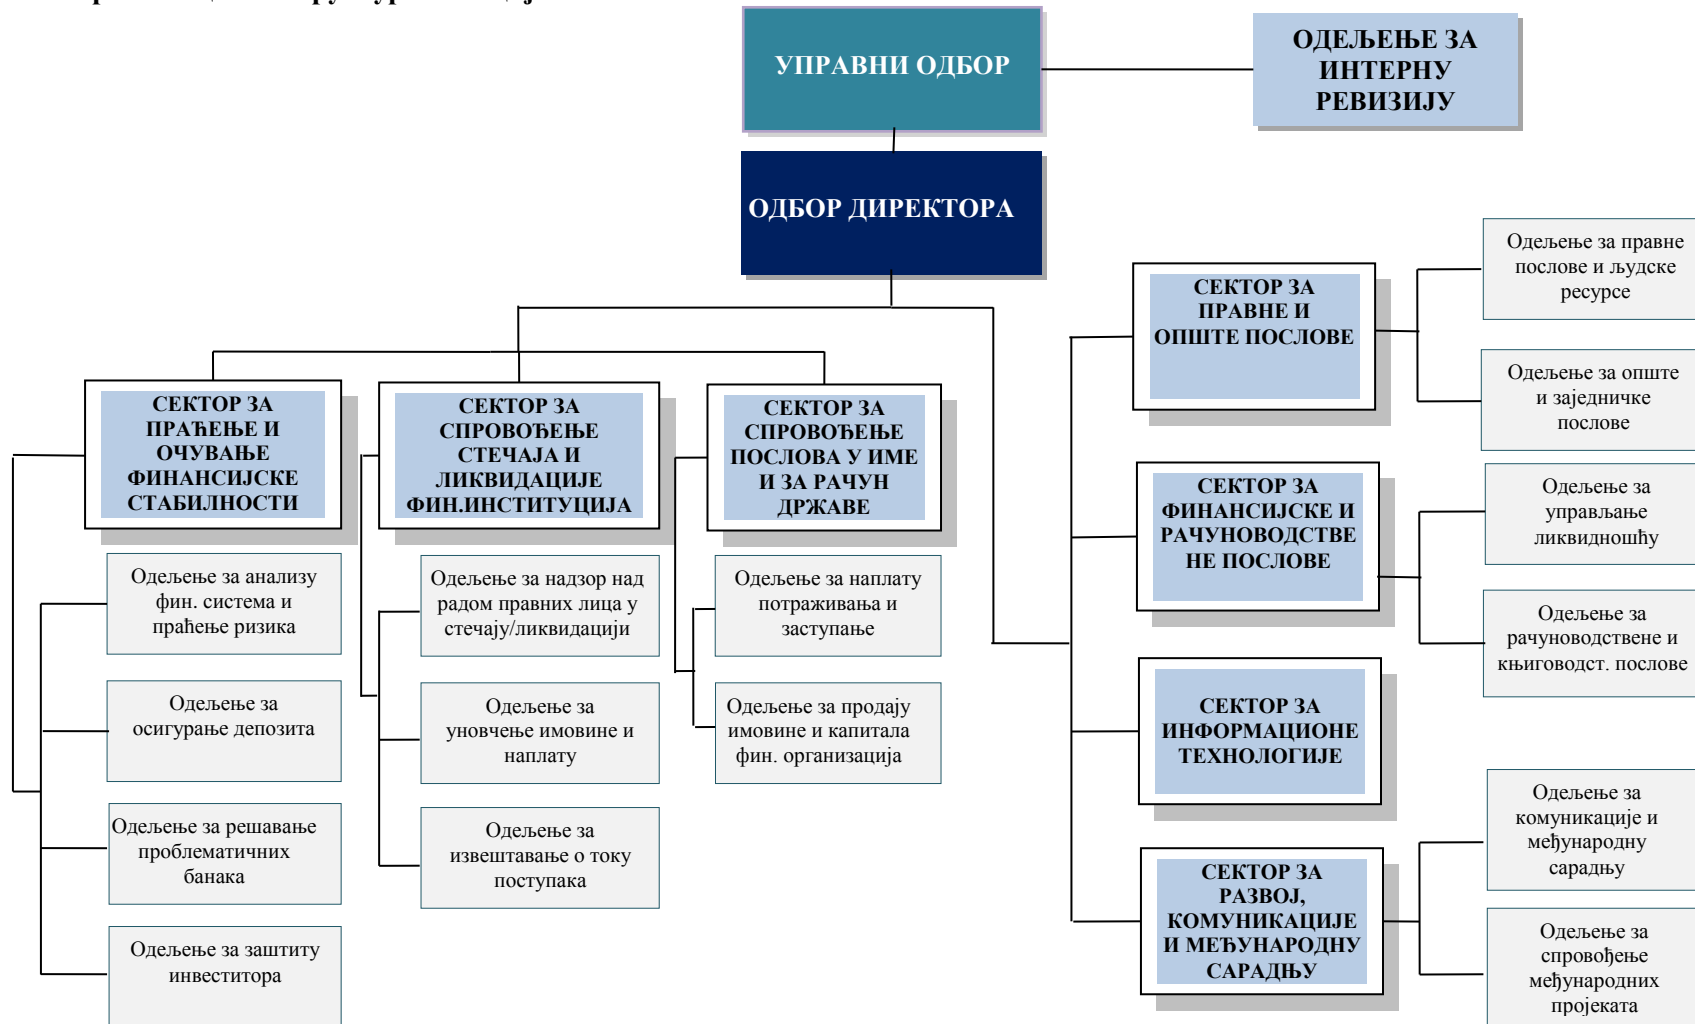 УПРАВНИ ОДБОР
ОДЕЉЕЊЕ ЗА
ИНТЕРНУ
РЕВИЗИЈУ
ОДБОР ДИРЕКТОРА
СЕКТОР ЗА
ПРАЋЕЊЕ И
ОЧУВАЊЕ
ФИНАНСИЈСКЕ
СТАБИЛНОСТИ
Одељење за анализу
фин. система и
праћење ризика
Одељење за
осигурање депозита
Одељење за решавање
проблематичних
банака
Одељење за заштиту
инвеститора
СЕКТОР ЗА
СПРОВОЂЕЊЕ
СТЕЧАЈА И
ЛИКВИДАЦИЈЕ
ФИН.ИНСТИТУЦИЈА
Одељење за надзор над
радом правних лица у
стечају/ликвидацији
Одељење за
уновчење имовине и
наплату
Одељење за
извештавање о току
поступака
СЕКТОР ЗА
СПРОВОЂЕЊЕ
ПОСЛОВА У ИМЕ
И ЗА РАЧУН
ДРЖАВЕ
Одељење за наплату
потраживања и
заступање
Одељење за продају
имовине и капитала
фин. организација
СЕКТОР ЗА
ПРАВНЕ И
ОПШТЕ ПОСЛОВЕ
Одељење за правне
послове и људске
ресурсе
Одељење за опште
и заједничке
послове
СЕКТОР ЗА
ФИНАНСИЈСКЕ И
РАЧУНОВОДСТВЕ
НЕ ПОСЛОВЕ
Одељење за
управљање
ликвидношћу
Одељење за
рачуноводствене и
књиговодст. послове
СЕКТОР ЗА
ИНФОРМАЦИОНЕ
ТЕХНОЛОГИЈЕ
СЕКТОР ЗА
РАЗВОЈ,
КОМУНИКАЦИЈЕ
И МЕЂУНАРОДНУ
САРАДЊУ
Одељење за
комуникације и
међународну
сарадњу
Одељење за
спровођење
међународних
пројеката